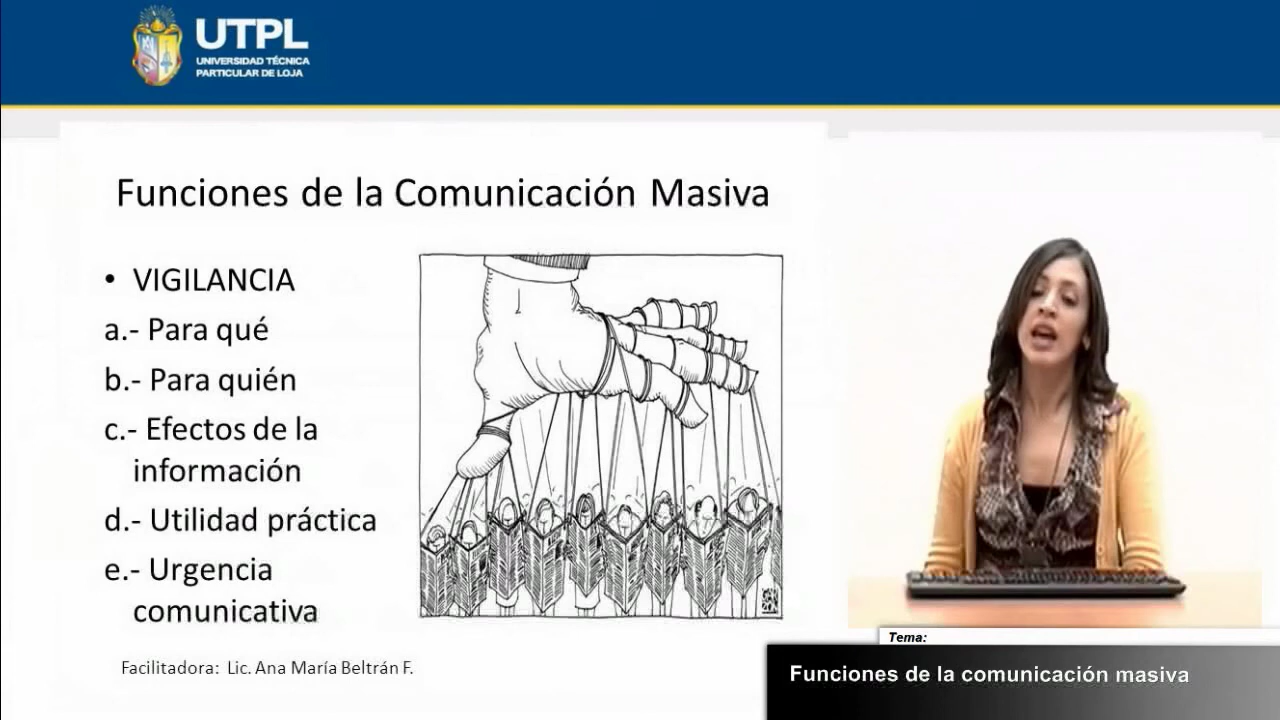 UTPL
UNIVERSIDAD TÉCNICA
PARTICULAR DE LOJA
Funciones de la Comunicación Masiva
• VIGILANCIA
a.- Para qué
b.- Para quién
c.- Efectos de la
información
d.- Utilidad práctica
e.- Urgencia
comunicativa
Facilitadora: Lic. Ana María Beltrán F.
Tema:
Funciones de la comunicación masiva